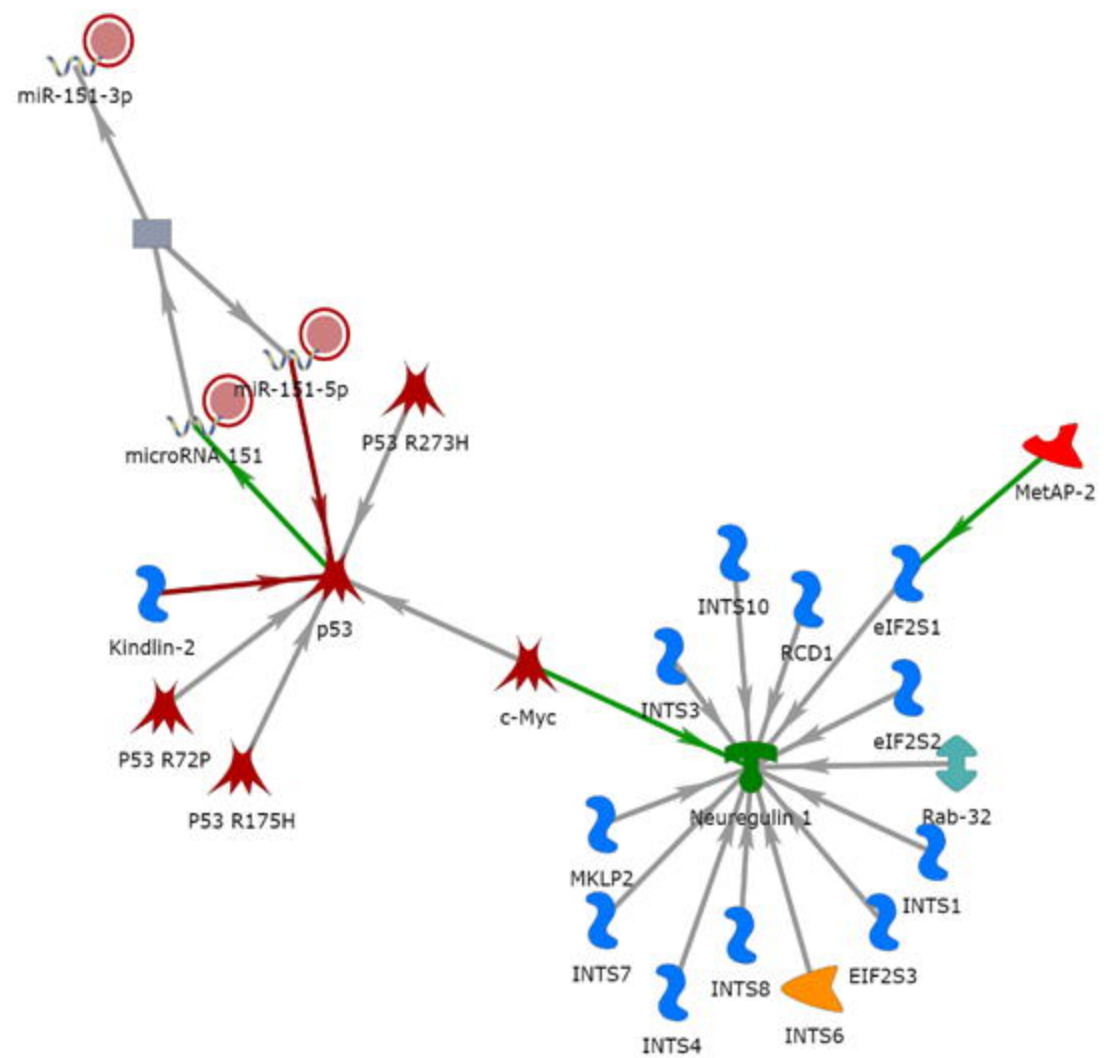 miR-151-3p
miR-151-5p
P53 R273H
microRNA 151
MetAP-2
INTS10
eIF2S1
p53
Kindlin-2
RCD1
INTS3
c-Myc
eIF2S2
P53 R72P
P53 R175H
Neuregulin 1
Rab-32
MKLP2
INTS1
INTS7
EIF2S3
INTS8
INTS6
INTS4